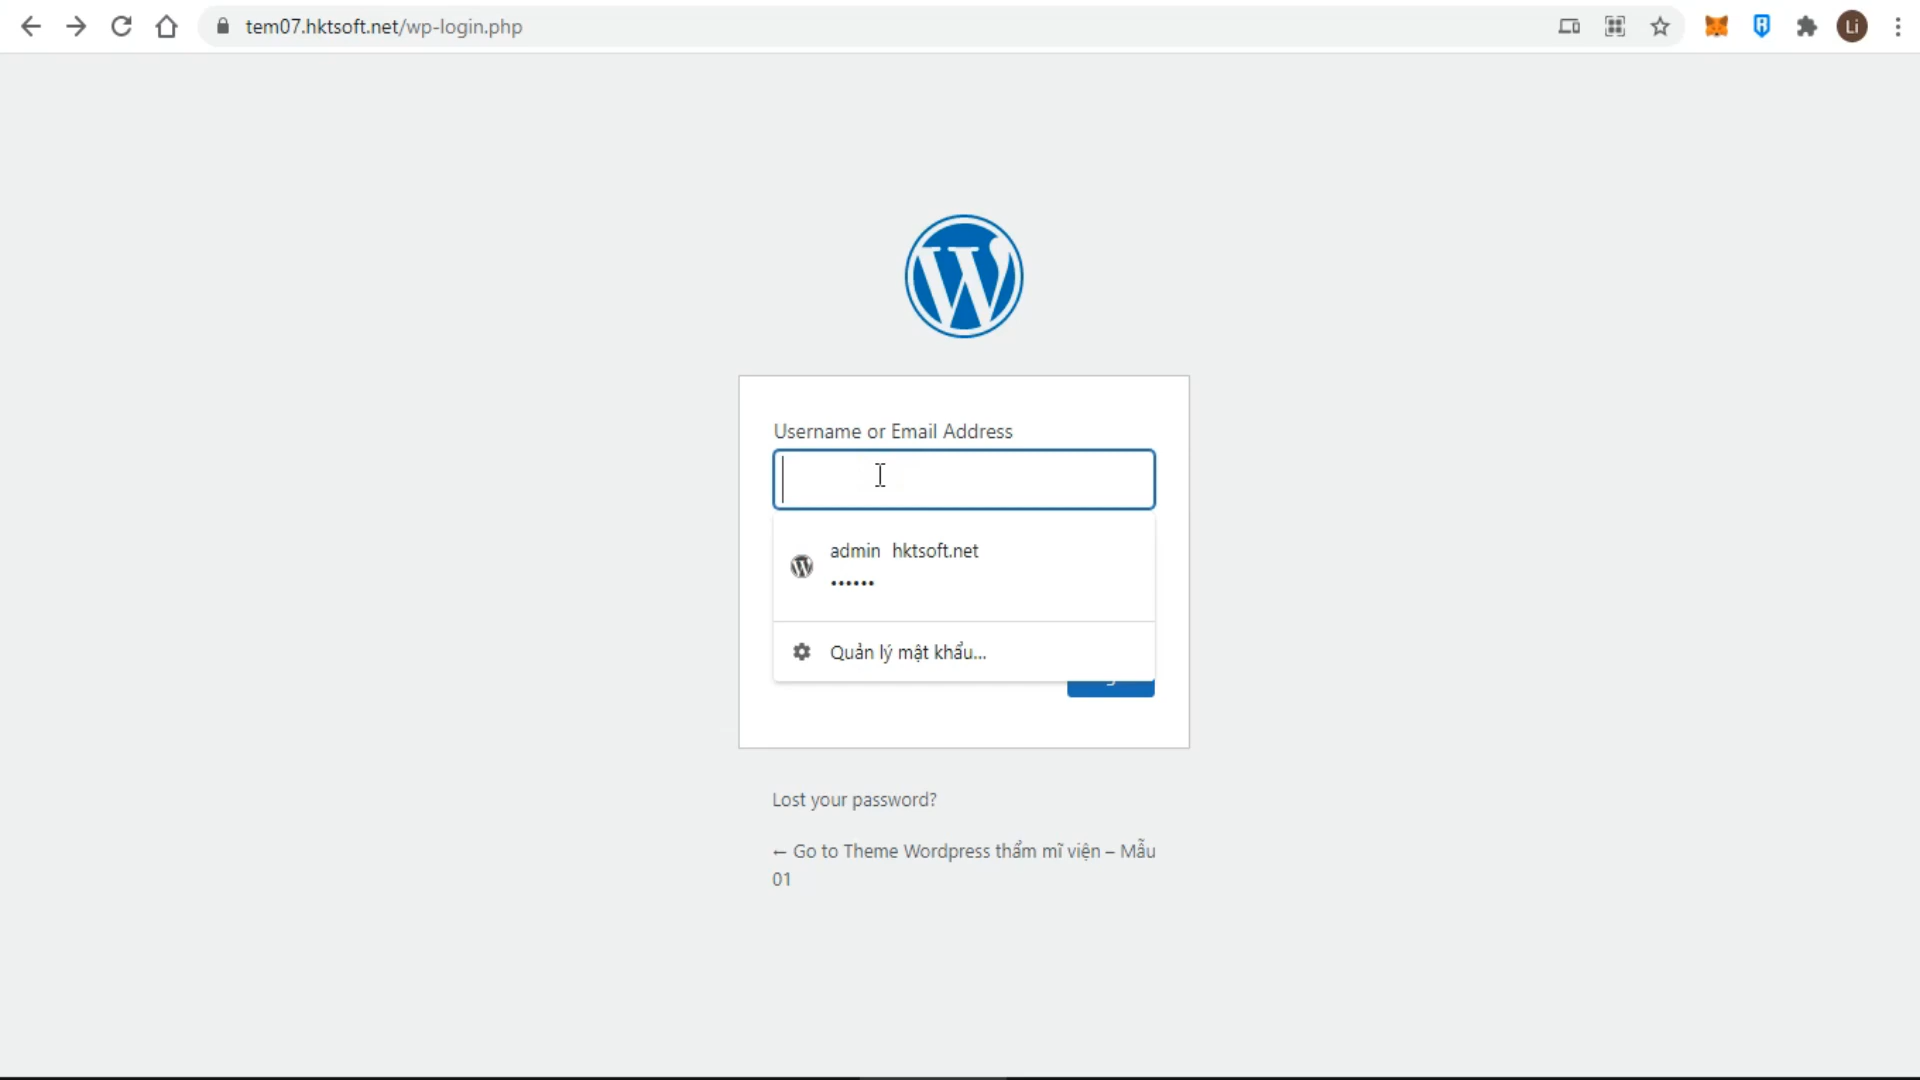 tem07.hktsoft.net/wp-login.php
Li
Username or Email Address
admin hktsoft.net
••••••
Quản lý mật khẩu...
Lost your password?
← Go to Theme Wordpress thẩm mĩ viện – Mẫu
01